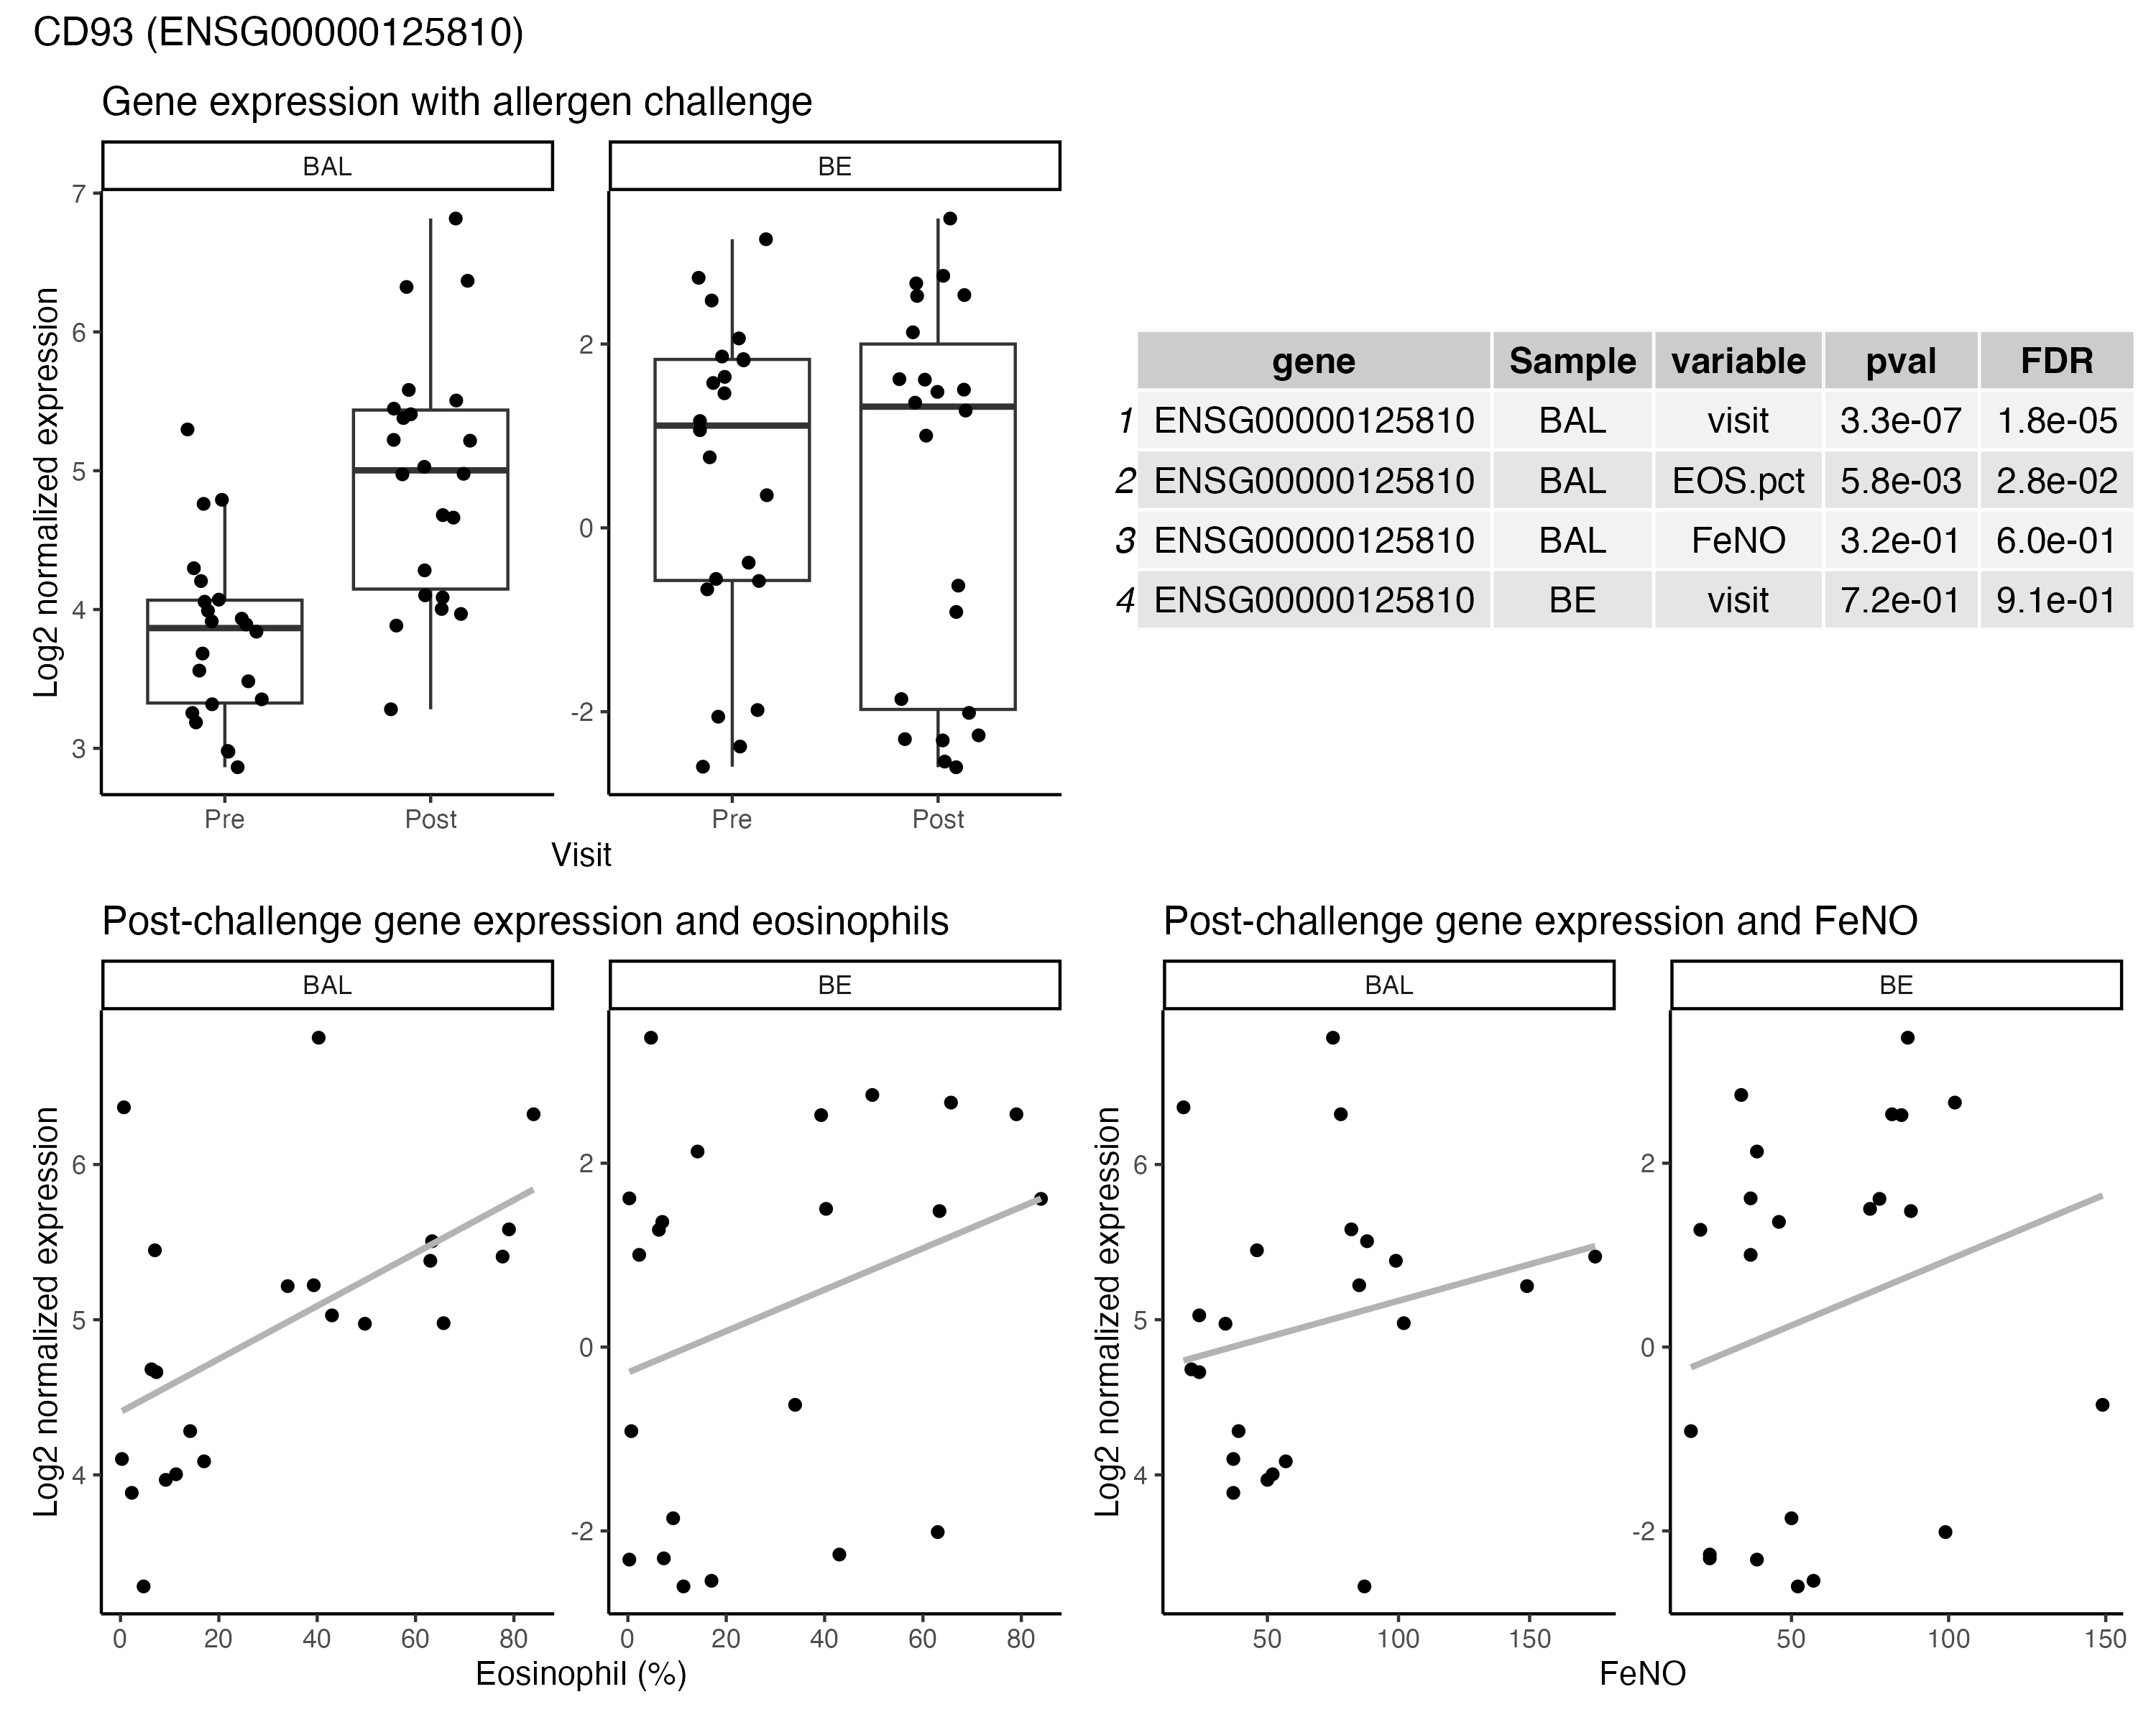 CD93 (ENSG00000125810)
Gene expression with allergen challenge
BAL BE
Log2 normalized expression
7
6
5
4
3
2
0
-2
Pre Post Pre Post
Visit
gene Sample variable pval FDR
1 ENSG00000125810 BAL visit 3.3e-07 1.8e-05
2 ENSG00000125810 BAL EOS.pct 5.8e-03 2.8e-02
3 ENSG00000125810 BAL FeNO 3.2e-01 6.0e-01
4 ENSG00000125810 BE visit 7.2e-01 9.1e-01
Post-challenge gene expression and eosinophils
BAL BE
Log2 normalized expression
6
5
4
2
0
-2
0 20 40 60 80 0 20 40 60 80
Eosinophil (%)
Post-challenge gene expression and FeNO
BAL BE
Log2 normalized expression
6
5
4
2
0
-2
50 100 150 50 100 150
FeNO